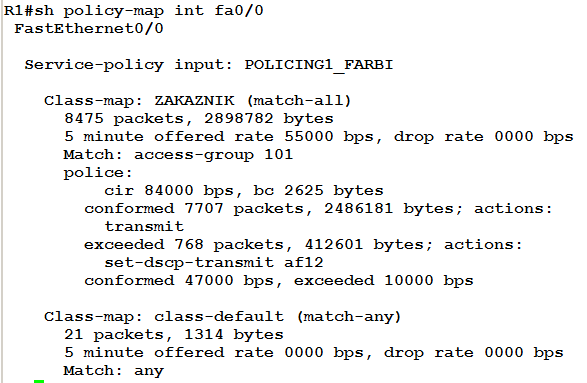 R1#sh policy-map int fa0/0
FastEthernet0/0
Service-policy input: POLICING1_FARBI
Class-map: ZAKAZNIK (match-all)
8475 packets, 2898782 bytes
5 minute offered rate 55000 bps, drop rate 0000 bps
Match: access-group 101
police:
cir 84000 bps, bc 2625 bytes
conformed 7707 packets, 2486181 bytes; actions:
transmit
exceeded 768 packets, 412601 bytes; actions:
set-dscp-transmit af12
conformed 47000 bps, exceeded 10000 bps
Class-map: class-default (match-any)
21 packets, 1314 bytes
5 minute offered rate 0000 bps, drop rate 0000 bps
Match: any